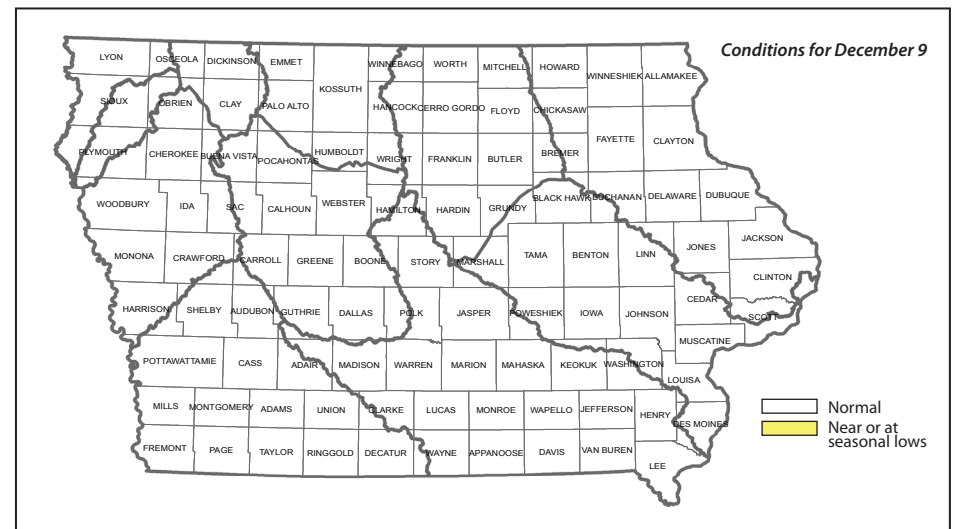 Conditions for December 9
LYON OSCEOLA DICKINSON EMMET WINNEBAGO WORTH MITCHELL HOWARD
KOSSUTH WINNESHIEK ALLAMAKEE
SIOUX OBRIEN CLAY PALO ALTO HANCOCK CERRO GORDO FLOYD CHICKASAW
PLYMOUTH CHEROKEE BUENA VISTA POCAHONTAS HUMBOLDT WRIGHT FRANKLIN BUTLER BREMER FAYETTE CLAYTON
WOODBURY IDA SAC CALHOUN WEBSTER HAMILTON HARDIN GRUNDY BLACK HAWK BUCHANAN DELAWARE DUBUQUE
MONONA CRAWFORD CARROLL GREENE BOONE STORY MARSHALL TAMA BENTON LINN JONES JACKSON
CLINTON
HARRISON SHELBY AUDUBON GUTHRIE DALLAS POLK JASPER POWESHIEK IOWA JOHNSON CEDAR SCOTT
MUSCATINE
POTTAWATTAMIE CASS ADAIR MADISON WARREN MARION MAHASKA KEOKUK WASHINGTON LOUISA
MILLS MONTGOMERY ADAMS UNION CLARKE LUCAS MONROE WAPELLO JEFFERSON HENRY DES MOINES
FREMONT PAGE TAYLOR RINGGOLD DECATUR WAYNE APPANOOSE DAVIS VAN BUREN LEE
Normal
Near or at
seasonal lows